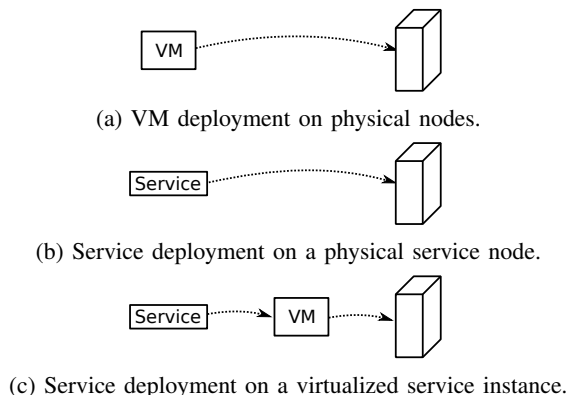 VM
(a) VM deployment on physical nodes.
Service
(b) Service deployment on a physical service node.
Service VM
(c) Service deployment on a virtualized service instance.